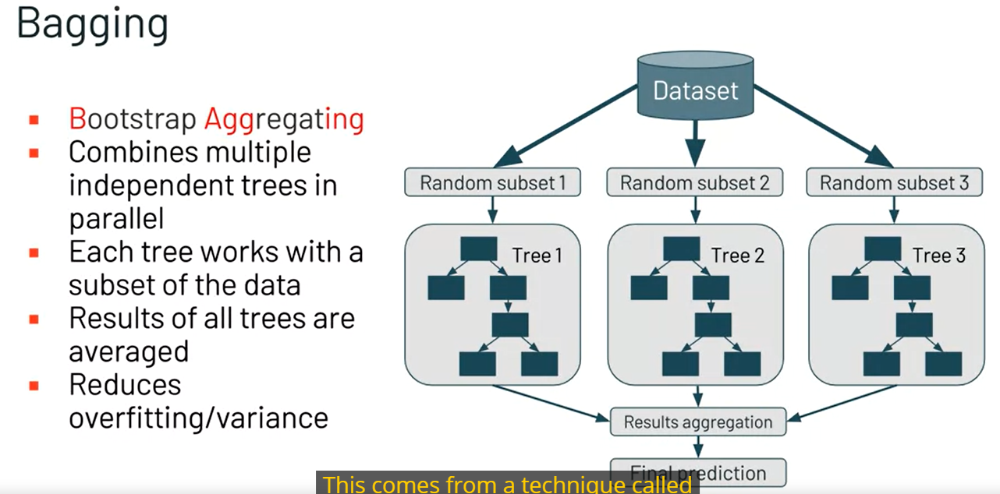 Bagging
Bootstrap Aggregating
Combines multiple
independent trees in
parallel
Each tree works with a
subset of the data
Results of all trees are
averaged
Reduces
overfitting/variance
Dataset
Random subset 1
Random subset 2
Random subset 3
Tree 1
Tree 2
Tree 3
Results aggregation
Final prediction
This comes from a technique called